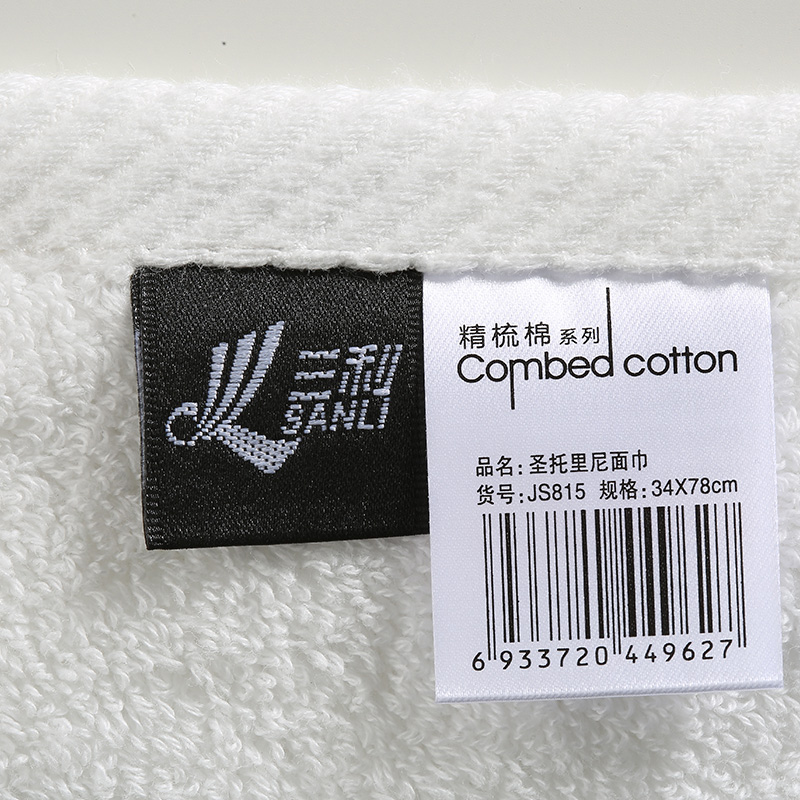 三利
SANLI
精梳棉系列
Combed cotton
品名:圣托里尼面巾
货号:JS815 规格:34X78cm
6 933720 449627